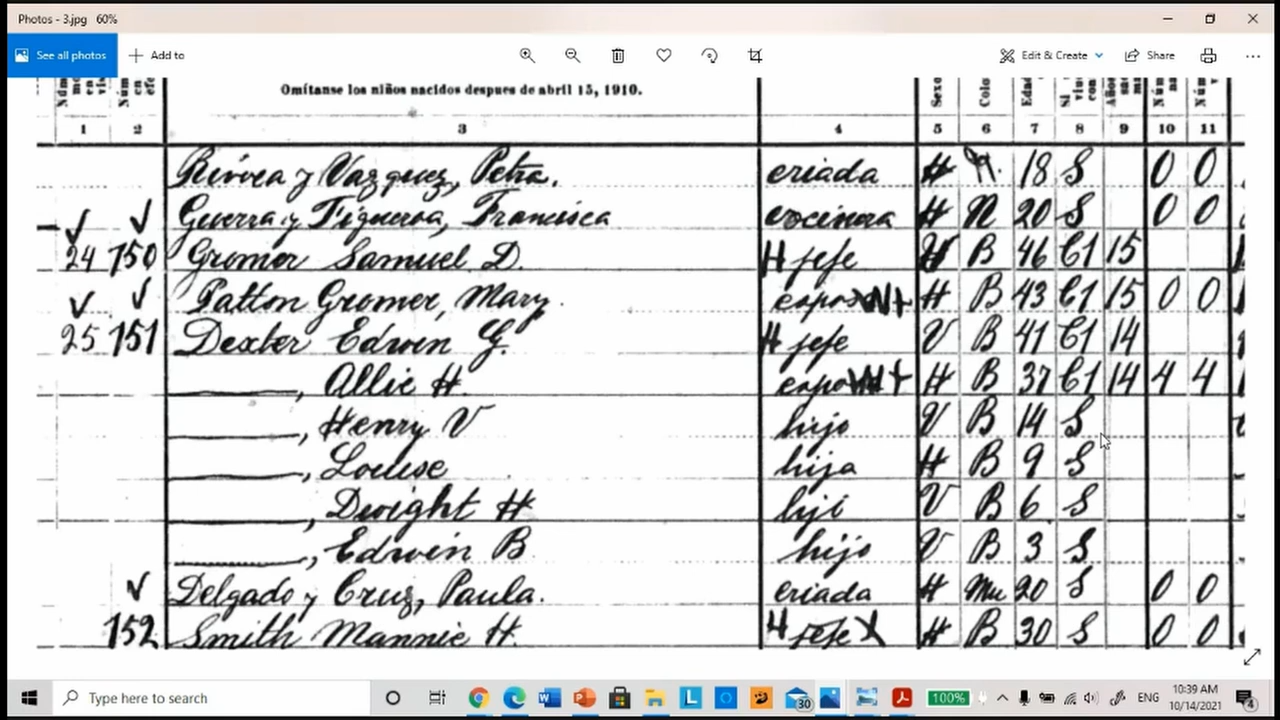 Photos - 3.jpg 60%
See all photos Add to Edit & Create Share
Omítanse los niños nacidos despues de abril 15, 1910.
1 2 3 4 5 6 7 8 9 10 11
Rivera y Vazquez, Petra. criada H N. 18 S 0 0
Guerra y Figueroa, Francisca cocinera H N 20 S 0 0
24 150 Gromer Samuel D. H jefe V B 46 C1 15
Patton Gromer, Mary. H B 43 C1 15 0 0
25 151 Dexter Edwin G. H jefe V B 41 C1 14
——, Allie H. H B 37 C1 14 4 4
——, Henry V hijo V B 14 S
——, Louise hija H B 9 S
——, Dwight H hijo V B 6 S
——, Edwin B hijo V B 3 S
Delgado y Cruz, Paula. criada H Mu 20 S 0 0
152 Smith Mannie H. H jefe X H B 30 S 0 0
Type here to search 30 100% ENG 10:39 AM
10/14/2021 4